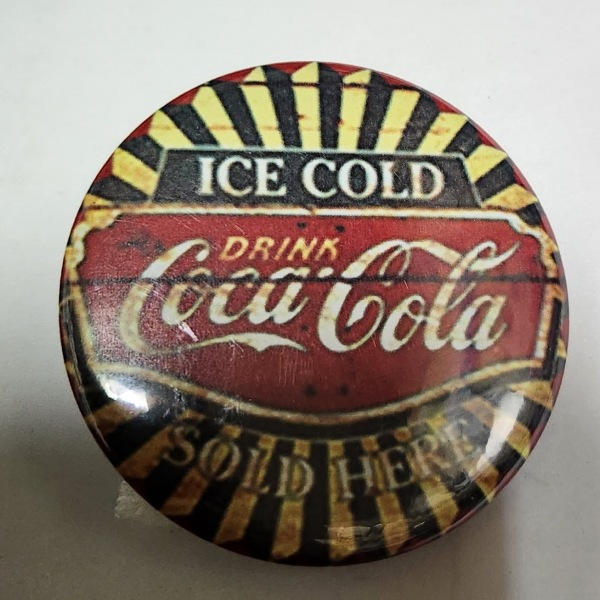 ICE COLD
DRINK
Coca-Cola
SOLD HERE